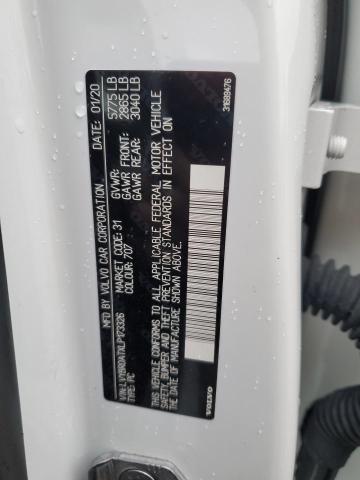 MFD BY VOLVO CAR CORPORATION DATE: 01/20
MARKET CODE: 31 GVWR: 5775 LB
COLOUR: 707 GAWR FRONT: 2865 LB
GAWR REAR: 3040 LB
TYPE: PC
THIS VEHICLE CONFORMS TO ALL APPLICABLE FEDERAL MOTOR VEHICLE
SAFETY, BUMPER AND THEFT PREVENTION STANDARDS IN EFFECT ON
THE DATE OF MANUFACTURE SHOWN ABOVE.
VOLVO 31689476